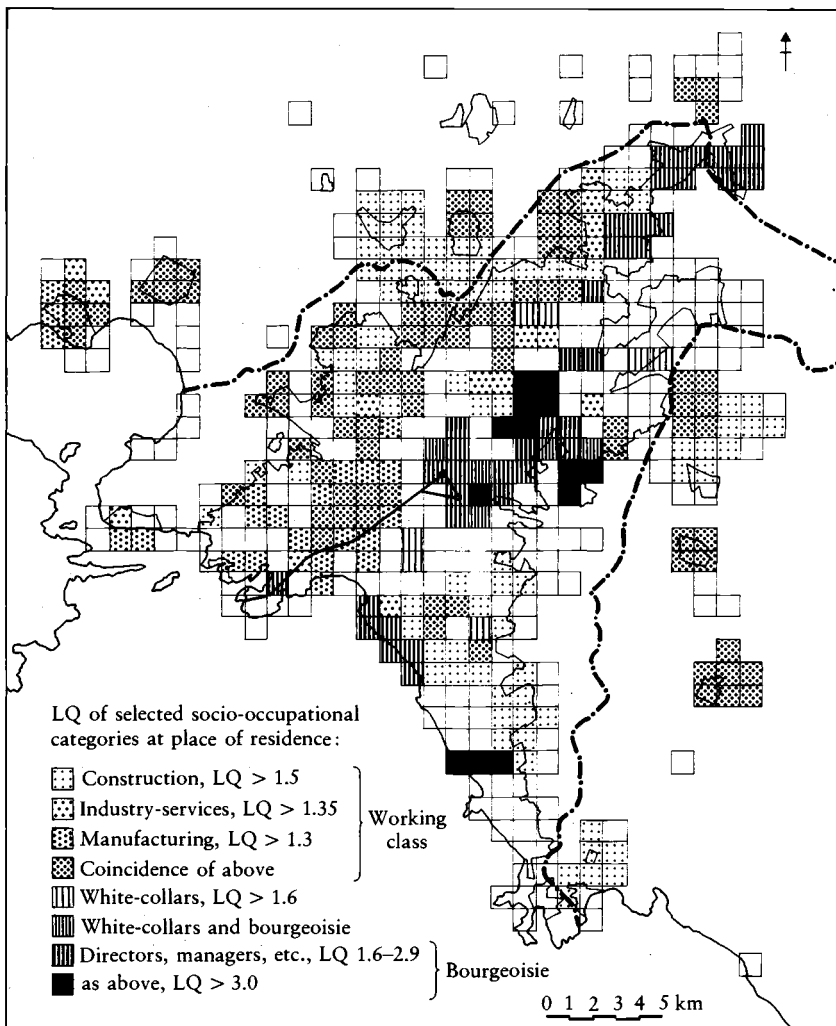 LQ of selected socio-occupational
categories at place of residence:
Construction, LQ > 1.5
Industry-services, LQ > 1.35
Manufacturing, LQ > 1.3
Coincidence of above
Working
class
White-collars, LQ > 1.6
White-collars and bourgeoisie
Directors, managers, etc., LQ 1.6–2.9
as above, LQ > 3.0
Bourgeoisie
0 1 2 3 4 5 km